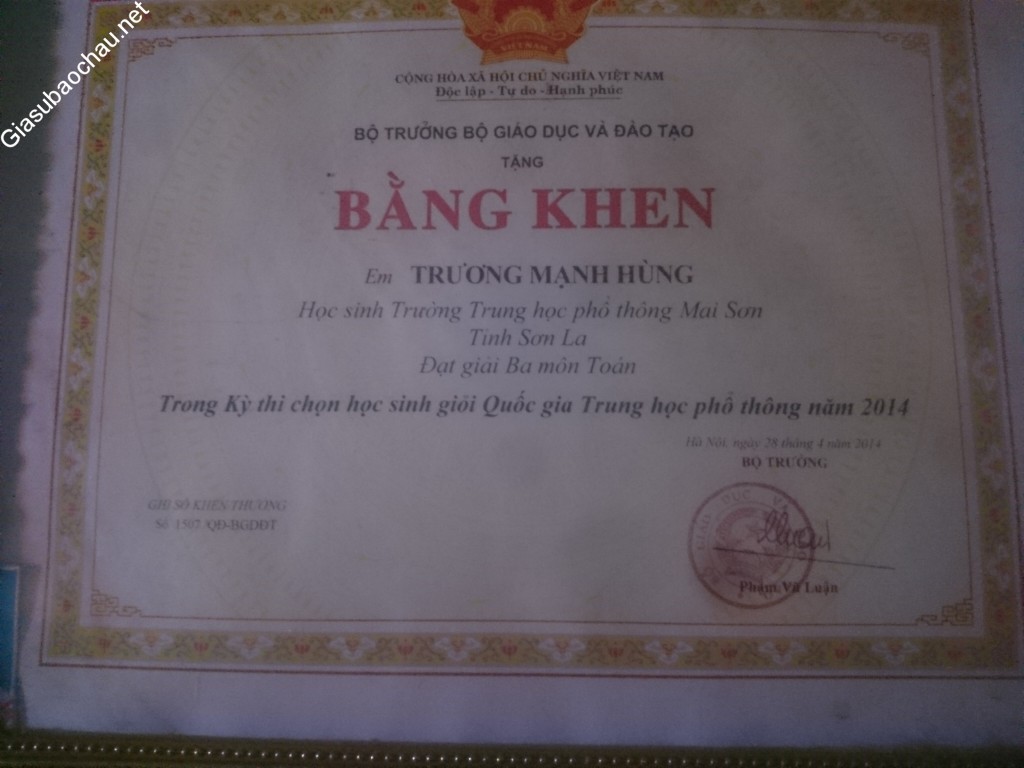 Giasubaochau.net
VIỆT NAM
CỘNG HÒA XÃ HỘI CHỦ NGHĨA VIỆT NAM
Độc lập - Tự do - Hạnh phúc
BỘ TRƯỞNG BỘ GIÁO DỤC VÀ ĐÀO TẠO
TẶNG
BẰNG KHEN
Em TRƯƠNG MẠNH HÙNG
Học sinh Trường Trung học phổ thông Mai Sơn
Tỉnh Sơn La
Đạt giải Ba môn Toán
Trong Kỳ thi chọn học sinh giỏi Quốc gia Trung học phổ thông năm 2014
Hà Nội, ngày 28 tháng 4 năm 2014
BỘ TRƯỞNG
GHI SỔ KHEN THƯỞNG
Số 1507 /QĐ-BGDĐT
DỤC V
Phạm Vũ Luận